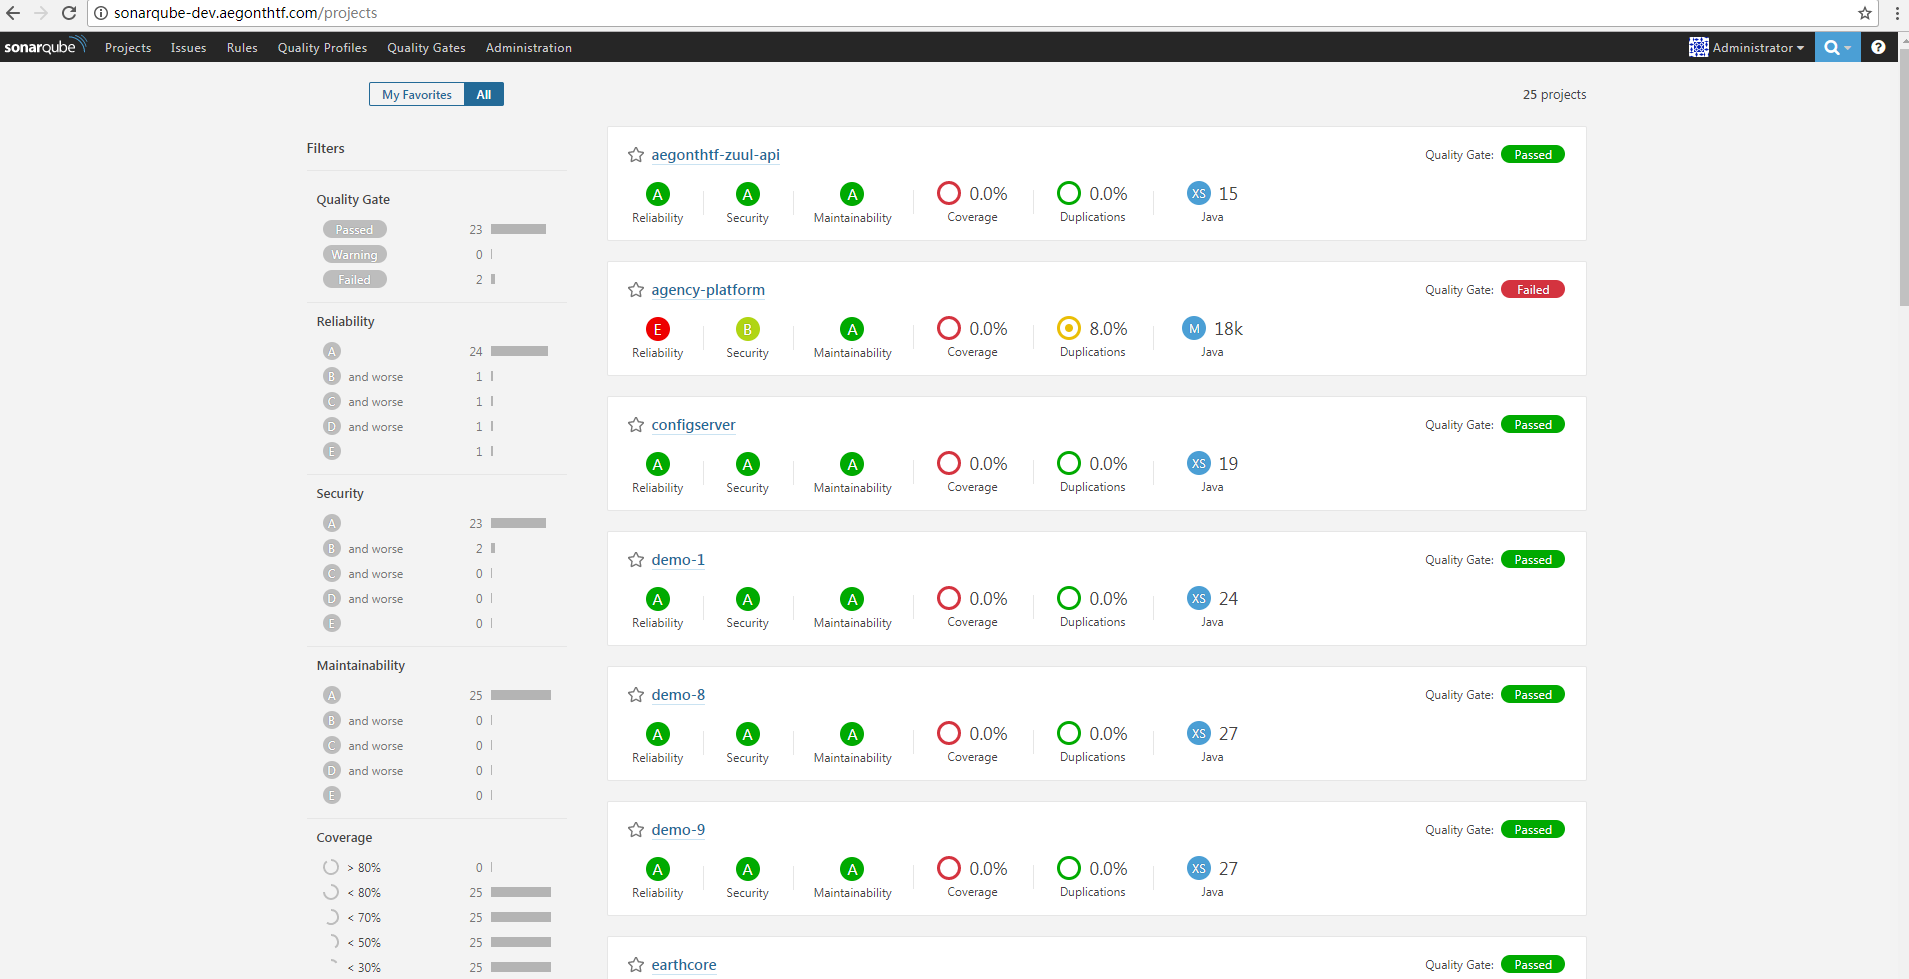 sonarqube-dev.aegonthtf.com/projects
sonarqube Projects Issues Rules Quality Profiles Quality Gates Administration Administrator
My Favorites All
25 projects
Filters
Quality Gate
Passed 23
Warning 0
Failed 2
Reliability
A 24
B and worse 1
C and worse 1
D and worse 1
E 1
Security
A 23
B and worse 2
C and worse 0
D and worse 0
E 0
Maintainability
A 25
B and worse 0
C and worse 0
D and worse 0
E 0
Coverage
> 80% 0
< 80% 25
< 70% 25
< 50% 25
< 30% 25
aegonthtf-zuul-api Quality Gate: Passed
A A A 0.0% 0.0% XS 15
Reliability Security Maintainability Coverage Duplications Java
agency-platform Quality Gate: Failed
E B A 0.0% 8.0% M 18k
Reliability Security Maintainability Coverage Duplications Java
configserver Quality Gate: Passed
A A A 0.0% 0.0% XS 19
Reliability Security Maintainability Coverage Duplications Java
demo-1 Quality Gate: Passed
A A A 0.0% 0.0% XS 24
Reliability Security Maintainability Coverage Duplications Java
demo-8 Quality Gate: Passed
A A A 0.0% 0.0% XS 27
Reliability Security Maintainability Coverage Duplications Java
demo-9 Quality Gate: Passed
A A A 0.0% 0.0% XS 27
Reliability Security Maintainability Coverage Duplications Java
earthcore Quality Gate: Passed